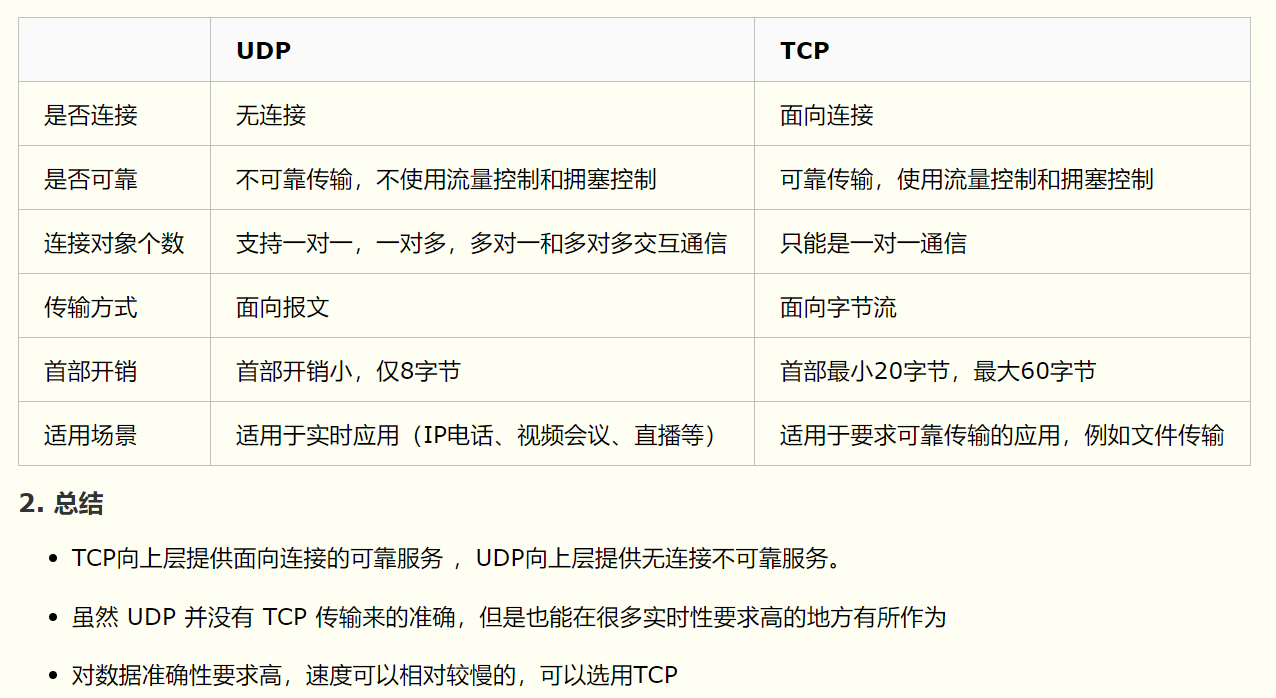 UDP TCP
是否连接 无连接 面向连接
是否可靠 不可靠传输，不使用流量控制和拥塞控制 可靠传输，使用流量控制和拥塞控制
连接对象个数 支持一对一，一对多，多对一和多对多交互通信 只能是一对一通信
传输方式 面向报文 面向字节流
首部开销 首部开销小，仅8字节 首部最小20字节，最大60字节
适用场景 适用于实时应用（IP电话、视频会议、直播等） 适用于要求可靠传输的应用，例如文件传输
2. 总结
• TCP向上层提供面向连接的可靠服务 ，UDP向上层提供无连接不可靠服务。
• 虽然 UDP 并没有 TCP 传输来的准确，但是也能在很多实时性要求高的地方有所作为
• 对数据准确性要求高，速度可以相对较慢的，可以选用TCP